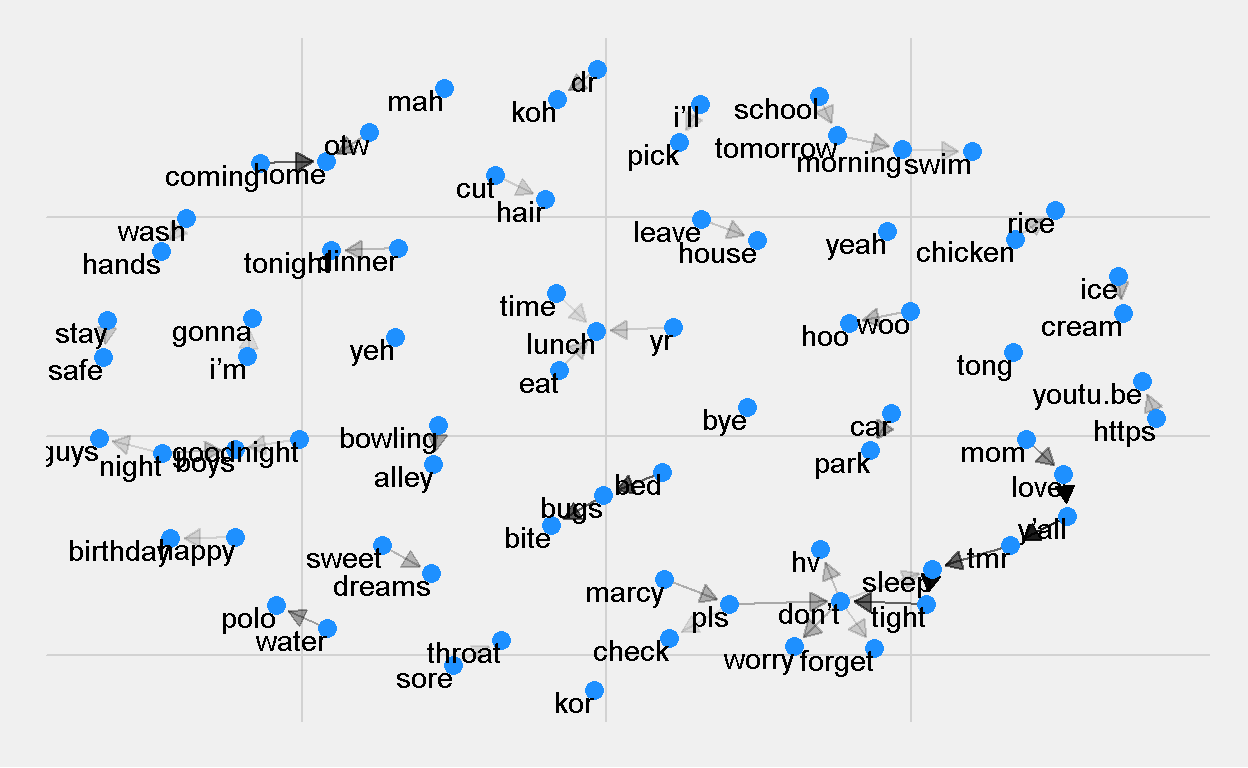 dr
mah
koh
i'll
school
otw
pick
tomorrow
morning
swim
coming
home
cut
hair
rice
wash
leave
yeah
chicken
hands
tonight
dinner
house
ice
time
cream
stay
gonna
lunch
yr
hoo
woo
safe
i'm
yeh
eat
tong
youtu.be
bye
car
https
guys
night
boys
goodnight
bowling
park
mom
alley
bed
love
bugs
bite
y'all
birthday
happy
sweet
hv
tmr
dreams
marcy
sleep
polo
pls
don't
tight
water
throat
check
worry
forget
sore
kor